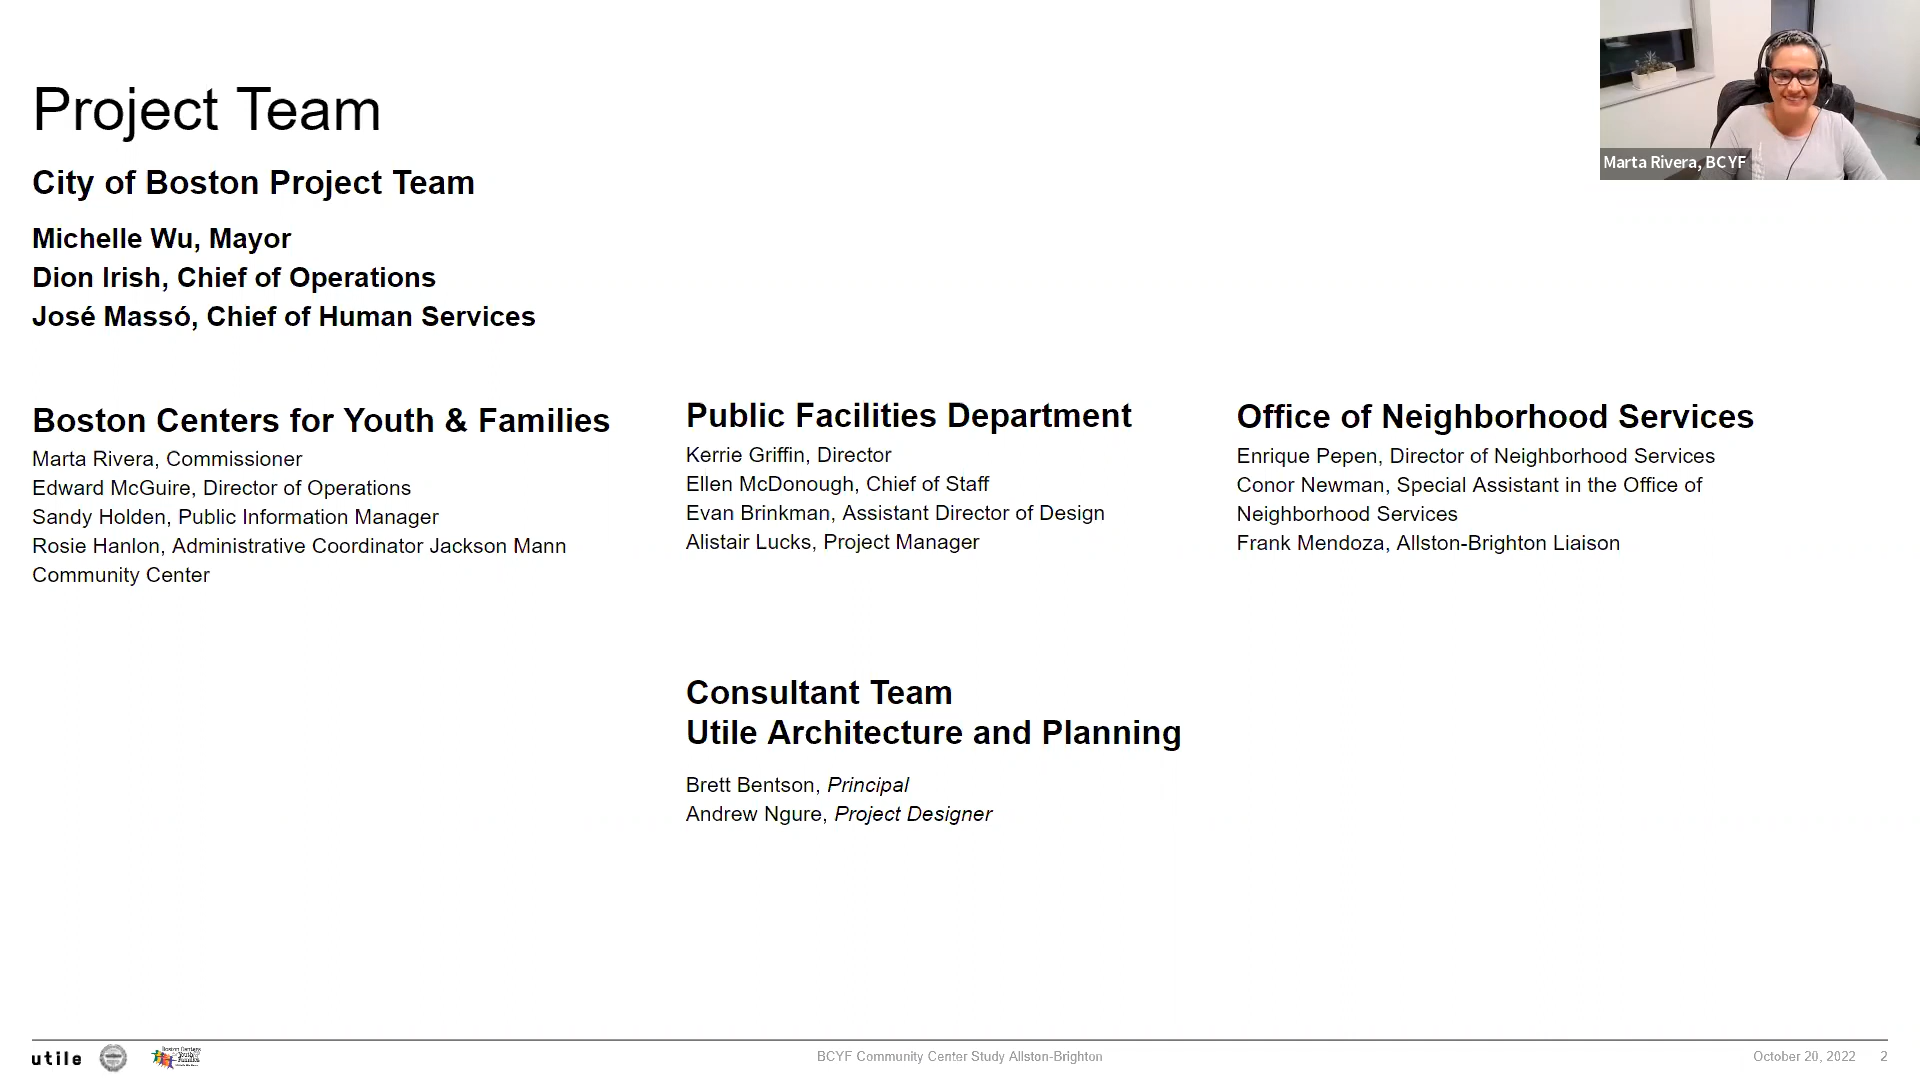 Project Team
City of Boston Project Team
Michelle Wu, Mayor
Dion Irish, Chief of Operations
José Massó, Chief of Human Services
Marta Rivera, BCYF
Boston Centers for Youth & Families
Marta Rivera, Commissioner
Edward McGuire, Director of Operations
Sandy Holden, Public Information Manager
Rosie Hanlon, Administrative Coordinator Jackson Mann
Community Center
Public Facilities Department
Kerrie Griffin, Director
Ellen McDonough, Chief of Staff
Evan Brinkman, Assistant Director of Design
Alistair Lucks, Project Manager
Office of Neighborhood Services
Enrique Pepen, Director of Neighborhood Services
Conor Newman, Special Assistant in the Office of
Neighborhood Services
Frank Mendoza, Allston-Brighton Liaison
Consultant Team
Utile Architecture and Planning
Brett Bentson, Principal
Andrew Ngure, Project Designer
utile
Boston Centers
Youth &
Families
BCYF Community Center Study Allston-Brighton
October 20, 2022
2